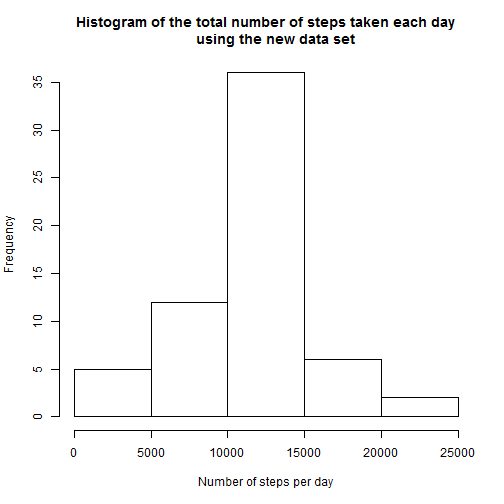 Histogram of the total number of steps taken each day
using the new data set
Frequency
35
30
25
20
15
10
5
0
0 5000 10000 15000 20000 25000
Number of steps per day